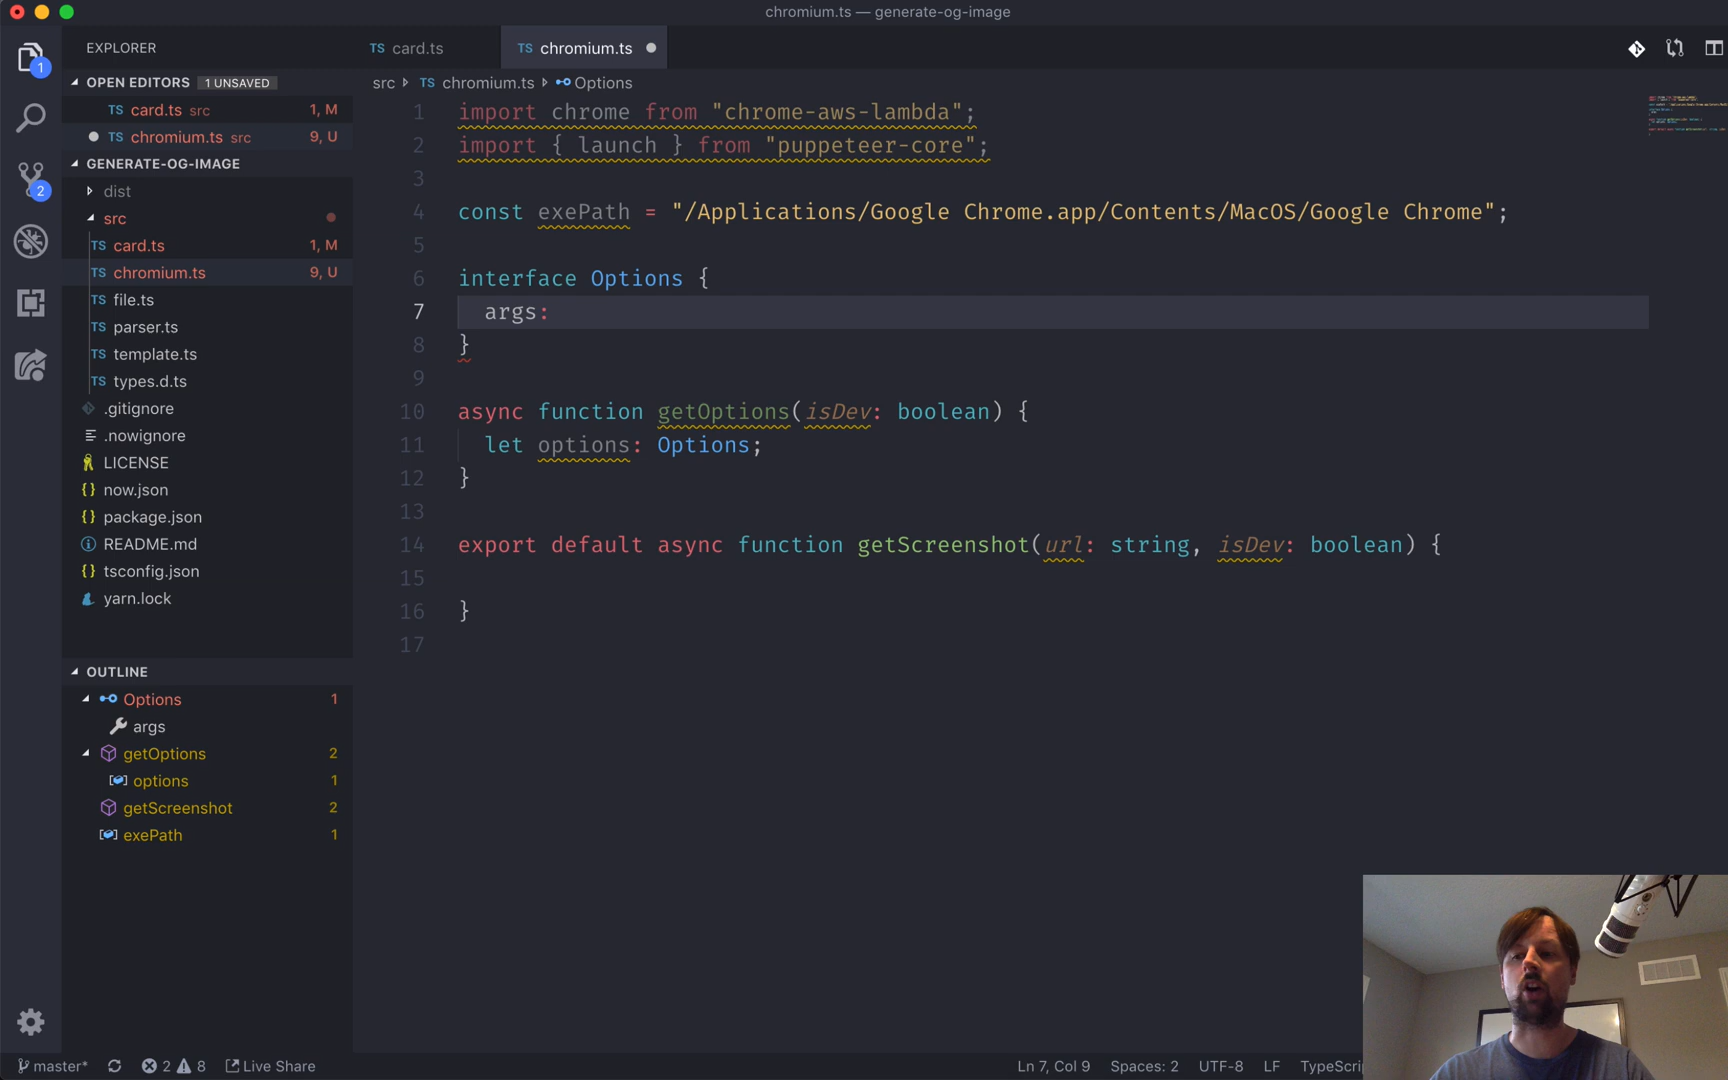 chromium.ts — generate-og-image
EXPLORER
TS card.ts
TS chromium.ts
1
OPEN EDITORS 1 UNSAVED
TS card.ts src 1, M
TS chromium.ts src 9, U
GENERATE-OG-IMAGE
2
dist
src
TS card.ts 1, M
TS chromium.ts 9, U
TS file.ts
TS parser.ts
TS template.ts
TS types.d.ts
.gitignore
.nowignore
LICENSE
{} now.json
{} package.json
README.md
{} tsconfig.json
yarn.lock
OUTLINE
Options 1
args
getOptions 2
options 1
getScreenshot 2
exePath 1
src TS chromium.ts Options
1 import chrome from "chrome-aws-lambda";
2 import { launch } from "puppeteer-core";
3
4 const exePath = "/Applications/Google Chrome.app/Contents/MacOS/Google Chrome";
5
6 interface Options {
7 args:
8 }
9
10 async function getOptions(isDev: boolean) {
11 let options: Options;
12 }
13
14 export default async function getScreenshot(url: string, isDev: boolean) {
15
16 }
17
master* 2 8 Live Share Ln 7, Col 9 Spaces: 2 UTF-8 LF